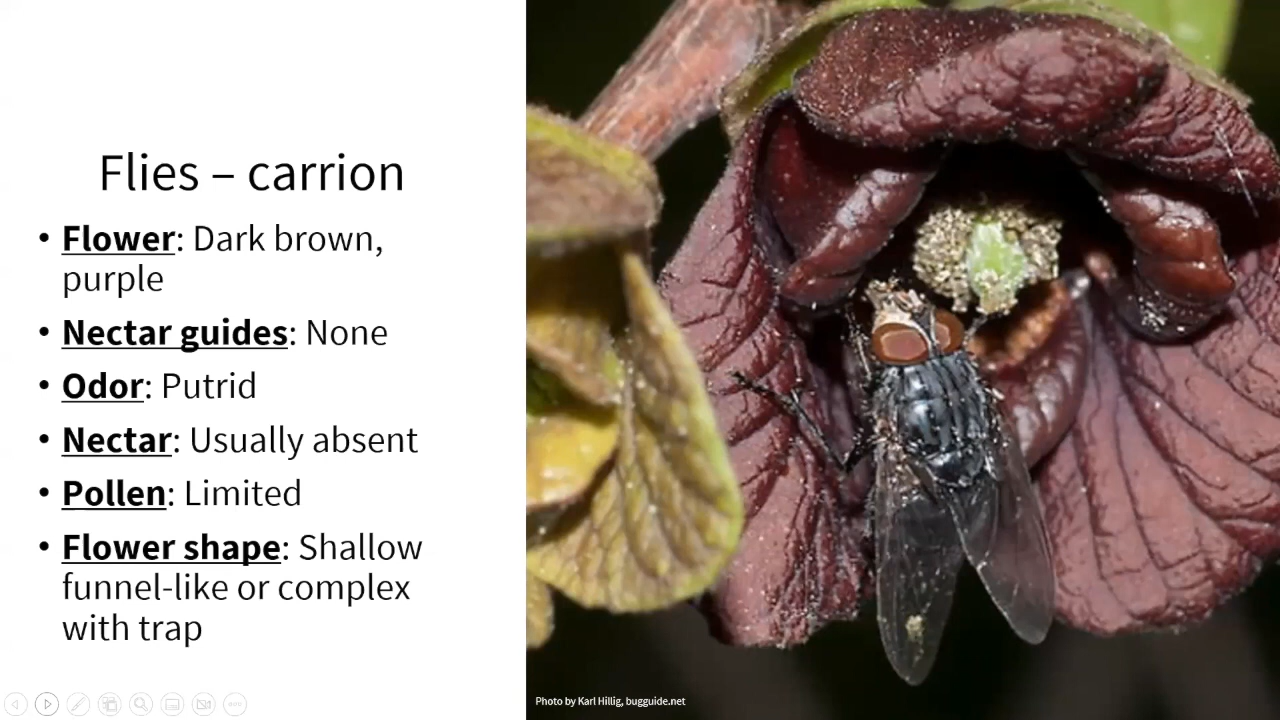 Flies – carrion
• Flower: Dark brown,
purple
• Nectar guides: None
• Odor: Putrid
• Nectar: Usually absent
• Pollen: Limited
• Flower shape: Shallow
funnel-like or complex
with trap
Photo by Karl Hillig, bugguide.net